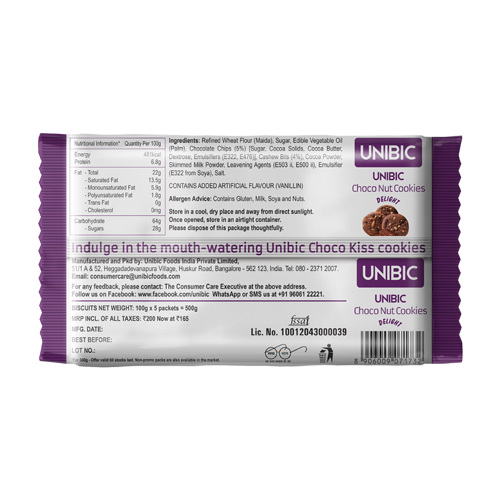 Nutritional Information* Quantity Per 100g
Energy 481kcal
Protein 6.8g
Fat - Total 22g
- Saturated Fat 13.5g
- Monounsaturated Fat 5.9g
- Polyunsaturated Fat 1.8g
- Trans Fat 0g
- Cholesterol 0mg
Carbohydrate 64g
- Sugars 28g
Ingredients: Refined Wheat Flour (Maida), Sugar, Edible Vegetable Oil
(Palm), Chocolate Chips (5%) [Sugar, Cocoa Solids, Cocoa Butter,
Dextrose, Emulsifiers (E322, E476)], Cashew Bits (4%), Cocoa Powder,
Skimmed Milk Powder, Leavening Agents (E503 ii, E500 ii), Emulsifier
(E322 from Soya), Salt.
CONTAINS ADDED ARTIFICIAL FLAVOUR (VANILLIN)
Allergen Advice: Contains Gluten, Milk, Soya and Nuts.
Store in a cool, dry place and away from direct sunlight.
Once opened, store in an airtight container.
Please dispose of this package thoughtfully.
UNIBIC
UNIBIC
Choco Nut Cookies
DELIGHT
Indulge in the mouth-watering Unibic Choco Kiss cookies
Manufactured and Pkd by: Unibic Foods India Private Limited,
51/1 A & 52, Heggadadevanapura Village, Huskur Road, Bangalore - 562 123, India. Tel: 080 - 2371 2007.
Email: consumercare@unibicfoods.com
For any feedback, please contact: The Consumer Care Executive at the above address.
Follow us on Facebook: www.facebook.com/unibic WhatsApp or SMS us at +91 96061 22221.
BISCUITS NET WEIGHT: 100g x 5 packets = 500g
MRP INCL. OF ALL TAXES: ₹200 Now at ₹165
MFG. DATE:
BEST BEFORE:
LOT NO.:
fssai
Lic. No. 10012043000039
UNIBIC
UNIBIC
Choco Nut Cookies
DELIGHT
8 906009 071732